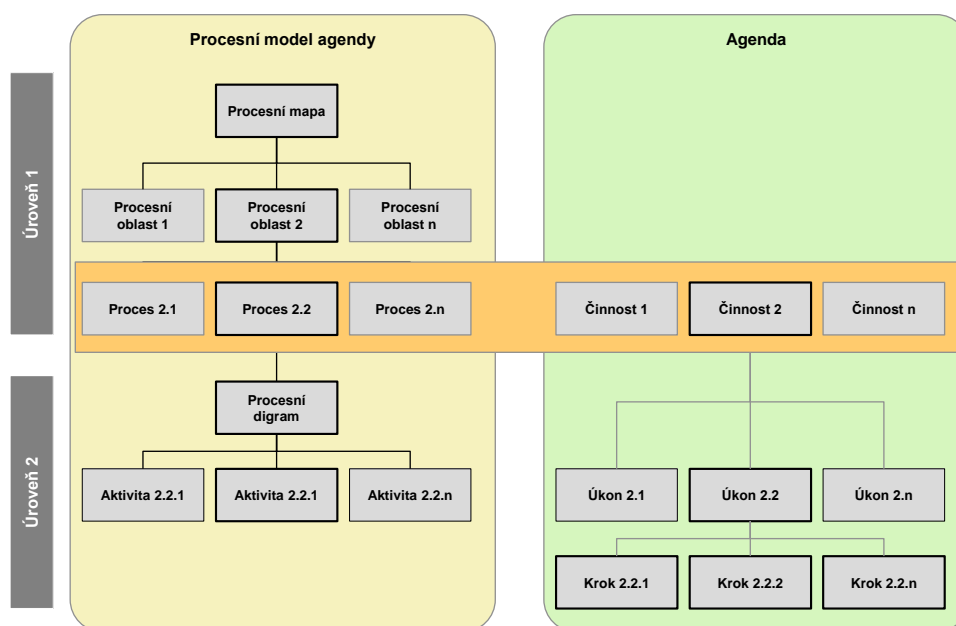 Procesní model agendy
Agenda
Úroveň 1
Procesní mapa
Procesní
oblast 1
Procesní
oblast 2
Procesní
oblast n
Proces 2.1
Proces 2.2
Proces 2.n
Činnost 1
Činnost 2
Činnost n
Úroveň 2
Procesní
digram
Aktivita 2.2.1
Aktivita 2.2.1
Aktivita 2.2.n
Úkon 2.1
Úkon 2.2
Úkon 2.n
Krok 2.2.1
Krok 2.2.2
Krok 2.2.n